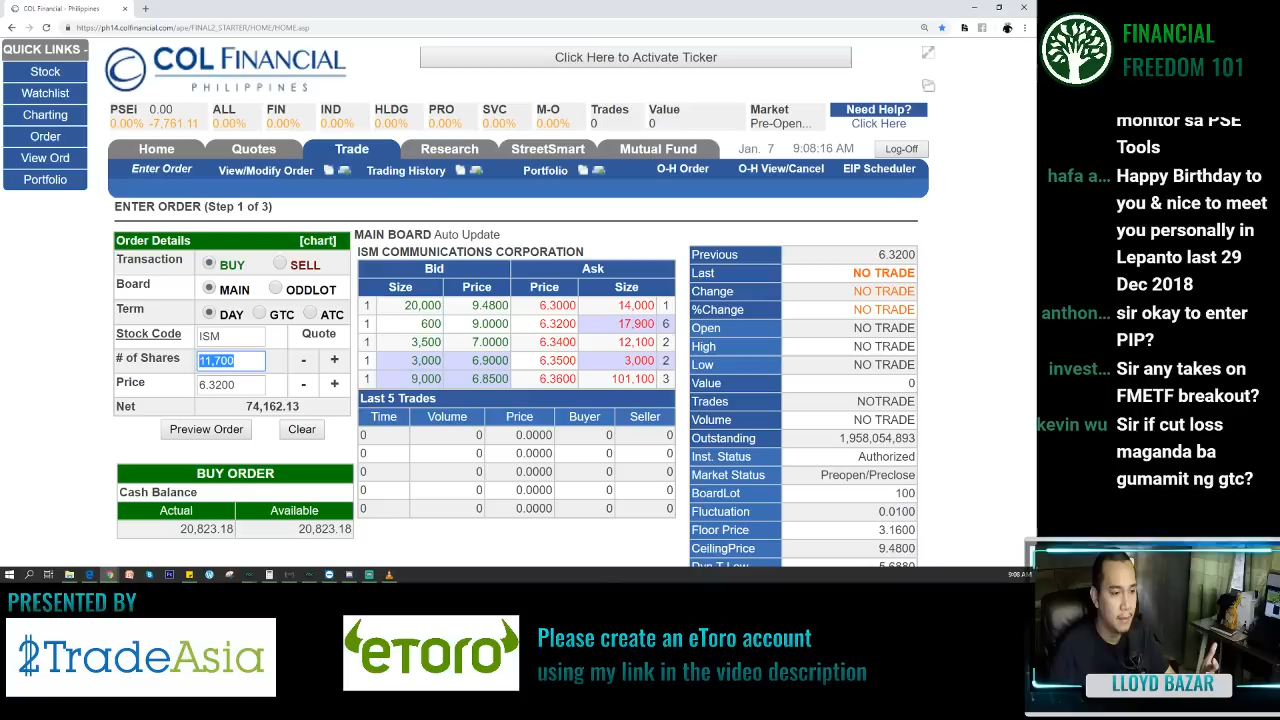 COL Financial - Philippines
https://ph14.colfinancial.com/ape/FINAL2_STARTER/HOME/HOME.asp
QUICK LINKS -
Stock
Watchlist
Charting
Order
View Ord
Portfolio
COL FINANCIAL
PHILIPPINES
Click Here to Activate Ticker
PSEi 0.00 ALL FIN IND HLDG PRO SVC M-O Trades Value Market Need Help?
0.00% -7,761.11 0.00% 0.00% 0.00% 0.00% 0.00% 0.00% 0.00% 0 0 Pre-Open... Click Here
Home Quotes Trade Research StreetSmart Mutual Fund Jan. 7 9:08:16 AM Log-Off
Enter Order View/Modify Order Trading History Portfolio O-H Order O-H View/Cancel EIP Scheduler
ENTER ORDER (Step 1 of 3)
Order Details [chart]
Transaction BUY SELL
Board MAIN ODDLOT
Term DAY GTC ATC
Stock Code ISM Quote
# of Shares 11,700 - +
Price 6.3200 - +
Net 74,162.13
Preview Order Clear
BUY ORDER
Cash Balance
Actual Available
20,823.18 20,823.18
MAIN BOARD Auto Update
ISM COMMUNICATIONS CORPORATION
Bid Ask
Size Price Price Size
1 20,000 9.4800 6.3000 14,000 1
1 600 9.0000 6.3200 17,900 6
1 3,500 7.0000 6.3400 12,100 2
1 3,000 6.9000 6.3500 3,000 2
1 9,000 6.8500 6.3600 101,100 3
Last 5 Trades
Time Volume Price Buyer Seller
0 0 0.0000 0 0
0 0 0.0000 0 0
0 0 0.0000 0 0
0 0 0.0000 0 0
0 0 0.0000 0 0
Previous 6.3200
Last NO TRADE
Change NO TRADE
%Change NO TRADE
Open NO TRADE
High NO TRADE
Low NO TRADE
Value 0
Trades NOTRADE
Volume NO TRADE
Outstanding 1,958,054,893
Inst. Status Authorized
Market Status Preopen/Preclose
BoardLot 100
Fluctuation 0.0100
Floor Price 3.1600
CeilingPrice 9.4800
9:08 AM
FINANCIAL
FREEDOM 101
monitor sa PSE
Tools
hafa a... Happy Birthday to
you & nice to meet
you personally in
Lepanto last 29
Dec 2018
anthon... sir okay to enter
PIP?
invest... Sir any takes on
FMETF breakout?
kevin wu Sir if cut loss
maganda ba
gumamit ng gtc?
LLOYD BAZAR
PRESENTED BY
2TradeAsia
eToro
Please create an eToro account
using my link in the video description